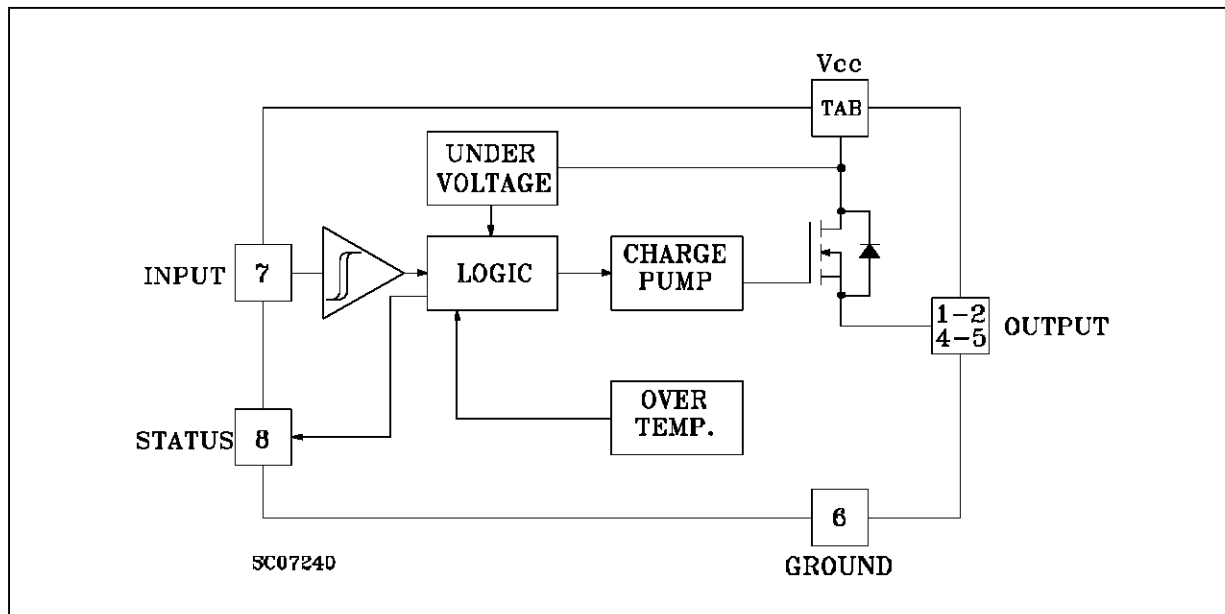 Vcc
TAB
UNDER
VOLTAGE
INPUT
7
LOGIC
CHARGE
PUMP
1-2
4-5
OUTPUT
OVER
TEMP.
STATUS
8
6
GROUND
SC07240